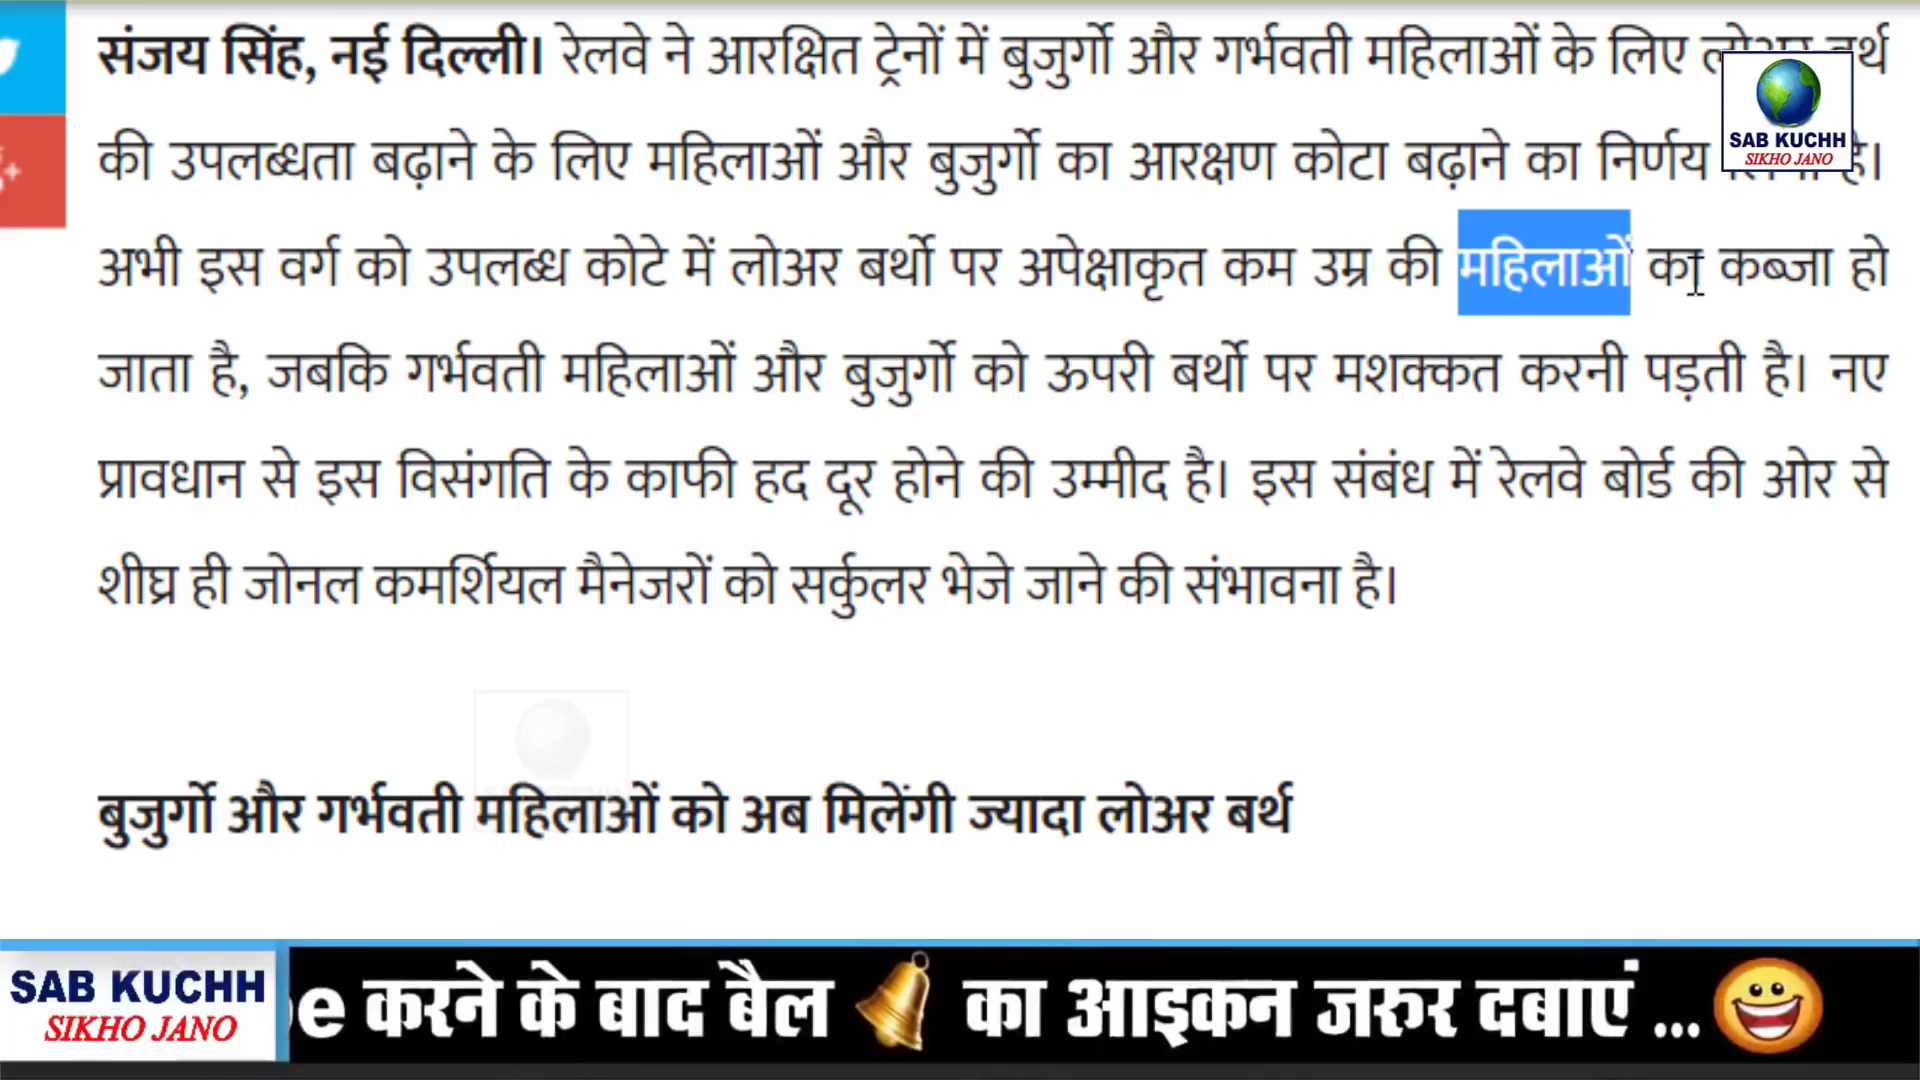 संजय सिंह, नई दिल्ली। रेलवे ने आरक्षित ट्रेनों में बुजुर्गो और गर्भवती महिलाओं के लिए
SAB KUCHH
SIKHO JANO
की उपलब्धता बढ़ाने के लिए महिलाओं और बुजुर्गो का आरक्षण कोटा बढ़ाने का निर्णय है।
अभी इस वर्ग को उपलब्ध कोटे में लोअर बर्थो पर अपेक्षाकृत कम उम्र की महिलाओं का कब्जा हो
जाता है, जबकि गर्भवती महिलाओं और बुजुर्गो को ऊपरी बर्थो पर मशक्कत करनी पड़ती है। नए
प्रावधान से इस विसंगति के काफी हद दूर होने की उम्मीद है। इस संबंध में रेलवे बोर्ड की ओर से
शीघ्र ही जोनल कमर्शियल मैनेजरों को सर्कुलर भेजे जाने की संभावना है।
बुजुर्गो और गर्भवती महिलाओं को अब मिलेंगी ज्यादा लोअर बर्थ
SAB KUCHH
SIKHO JANO
be करने के बाद बैल का आइकन जरुर दबाएं ...